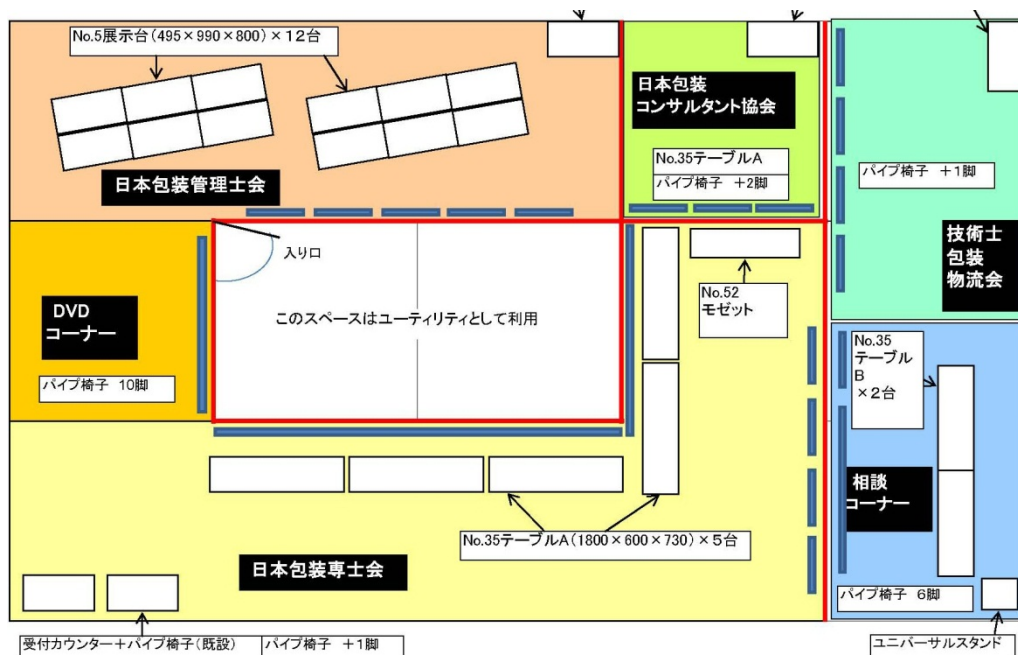 No.5展示台(495×990×800)×12台
日本包装
コンサルタント協会
No.35テーブルA
パイプ椅子 +2脚
パイプ椅子 +1脚
日本包装管理士会
技術士
包装
物流会
入り口
このスペースはユーティリティとして利用
No.52
モゼット
DVD
コーナー
パイプ椅子 10脚
No.35
テーブル
B
×2台
相談
コーナー
No.35テーブルA(1800×600×730)×5台
日本包装専士会
パイプ椅子 6脚
受付カウンター+パイプ椅子(既設)
パイプ椅子 +1脚
ユニバーサルスタンド